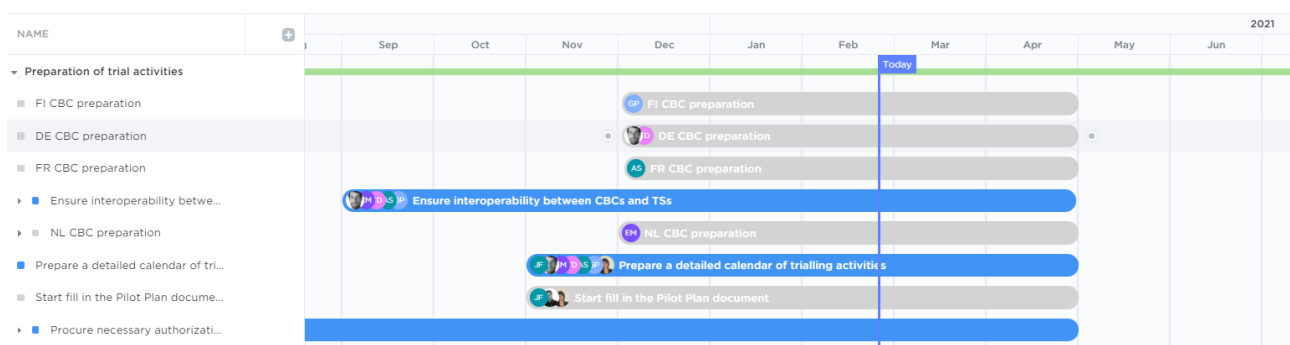 NAME
2021
Sep Oct Nov Dec Jan Feb Mar Apr May Jun
Today
Preparation of trial activities
FI CBC preparation
GP FI CBC preparation
DE CBC preparation
DE CBC preparation
FR CBC preparation
AS FR CBC preparation
Ensure interoperability betwe...
Ensure interoperability between CBCs and TSs
NL CBC preparation
EM NL CBC preparation
Prepare a detailed calendar of tri...
JF Prepare a detailed calendar of trialling activities
Start fill in the Pilot Plan docume...
JF Start fill in the Pilot Plan document
Procure necessary authorizati...